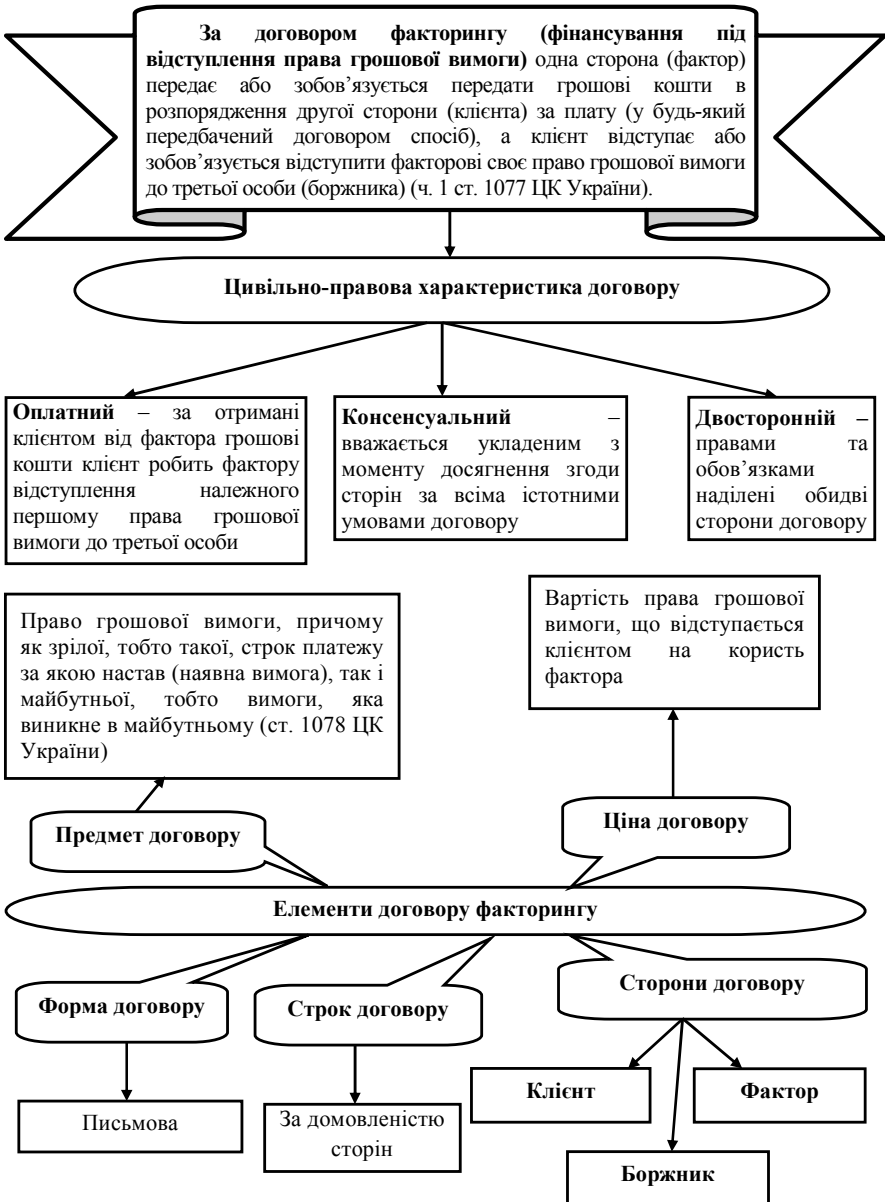 За договором факторингу (фінансування під
відступлення права грошової вимоги) одна сторона (фактор)
передає або зобов’язується передати грошові кошти в
розпорядження другої сторони (клієнта) за плату (у будь-який
передбачений договором спосіб), а клієнт відступає або
зобов’язується відступити факторові своє право грошової вимоги
до третьої особи (боржника) (ч. 1 ст. 1077 ЦК України).
Цивільно-правова характеристика договору
Оплатний – за отримані
клієнтом від фактора грошові
кошти клієнт робить фактору
відступлення належного
першому права грошової
вимоги до третьої особи
Консенсуальний –
вважається укладеним з
моменту досягнення згоди
сторін за всіма істотними
умовами договору
Двосторонній –
правами та
обов’язками
наділені обидві
сторони договору
Право грошової вимоги, причому
як зрілої, тобто такої, строк платежу
за якою настав (наявна вимога), так і
майбутньої, тобто вимоги, яка
виникне в майбутньому (ст. 1078 ЦК
України)
Вартість права грошової
вимоги, що відступається
клієнтом на користь
фактора
Предмет договору
Ціна договору
Елементи договору факторингу
Форма договору
Строк договору
Сторони договору
Письмова
За домовленістю
сторін
Клієнт
Фактор
Боржник